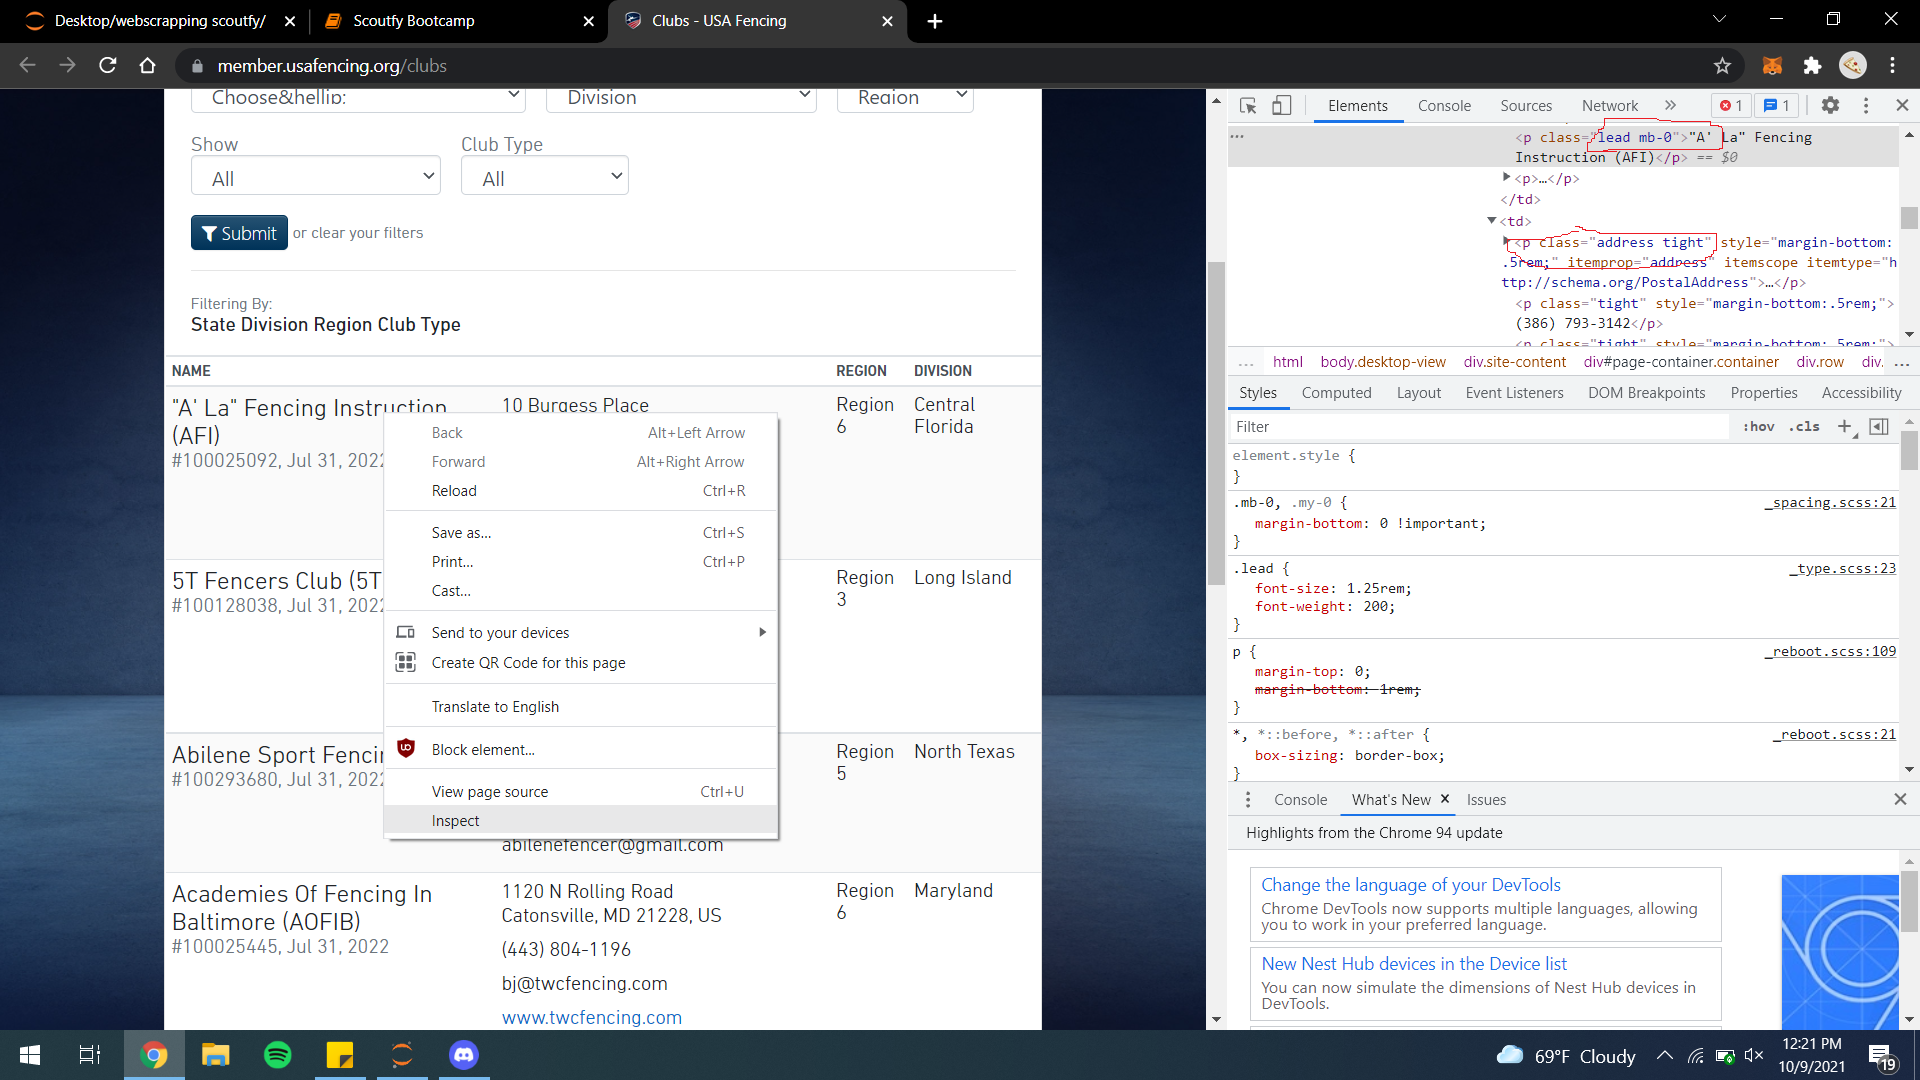 Desktop/webscrapping scoutfy/
Scoutfy Bootcamp
Clubs - USA Fencing
member.usafencing.org/clubs
Choose&hellip;
Division
Region
Show
Club Type
All
All
Submit or clear your filters
Filtering By:
State Division Region Club Type
NAME REGION DIVISION
"A' La" Fencing Instruction
(AFI)
#100025092, Jul 31, 2022
10 Burgess Place
Region
6
Central
Florida
5T Fencers Club (5T
#100128038, Jul 31, 2022
Region
3
Long Island
Abilene Sport Fencin
#100293680, Jul 31, 2022
abilenefencer@gmail.com
Region
5
North Texas
Academies Of Fencing In
Baltimore (AOFIB)
#100025445, Jul 31, 2022
1120 N Rolling Road
Catonsville, MD 21228, US
(443) 804-1196
bj@twcfencing.com
www.twcfencing.com
Region
6
Maryland
Back Alt+Left Arrow
Forward Alt+Right Arrow
Reload Ctrl+R
Save as... Ctrl+S
Print... Ctrl+P
Cast...
Send to your devices
Create QR Code for this page
Translate to English
Block element...
View page source Ctrl+U
Inspect
Elements Console Sources Network » 1 1
<p class="lead mb-0">"A' La" Fencing
Instruction (AFI)</p> == $0
<p>…</p>
</td>
<td>
<p class="address tight" style="margin-bottom:
.5rem;" itemprop="address" itemscope itemtype="h
ttp://schema.org/PostalAddress">…</p>
<p class="tight" style="margin-bottom:.5rem;">
(386) 793-3142</p>
<p class="tight" style="margin-bottom:.5rem;">
... html body.desktop-view div.site-content div#page-container.container div.row div. ...
Styles Computed Layout Event Listeners DOM Breakpoints Properties Accessibility
Filter :hov .cls +
element.style {
}
.mb-0, .my-0 { _spacing.scss:21
margin-bottom: 0 !important;
}
.lead { _type.scss:23
font-size: 1.25rem;
font-weight: 200;
}
p { _reboot.scss:109
margin-top: 0;
margin-bottom: 1rem;
}
*, *::before, *::after { _reboot.scss:21
box-sizing: border-box;
}
Console What's New Issues
Highlights from the Chrome 94 update
Change the language of your DevTools
Chrome DevTools now supports multiple languages, allowing
you to work in your preferred language.
New Nest Hub devices in the Device list
You can now simulate the dimensions of Nest Hub devices in
DevTools.
69°F Cloudy
12:21 PM
10/9/2021
19